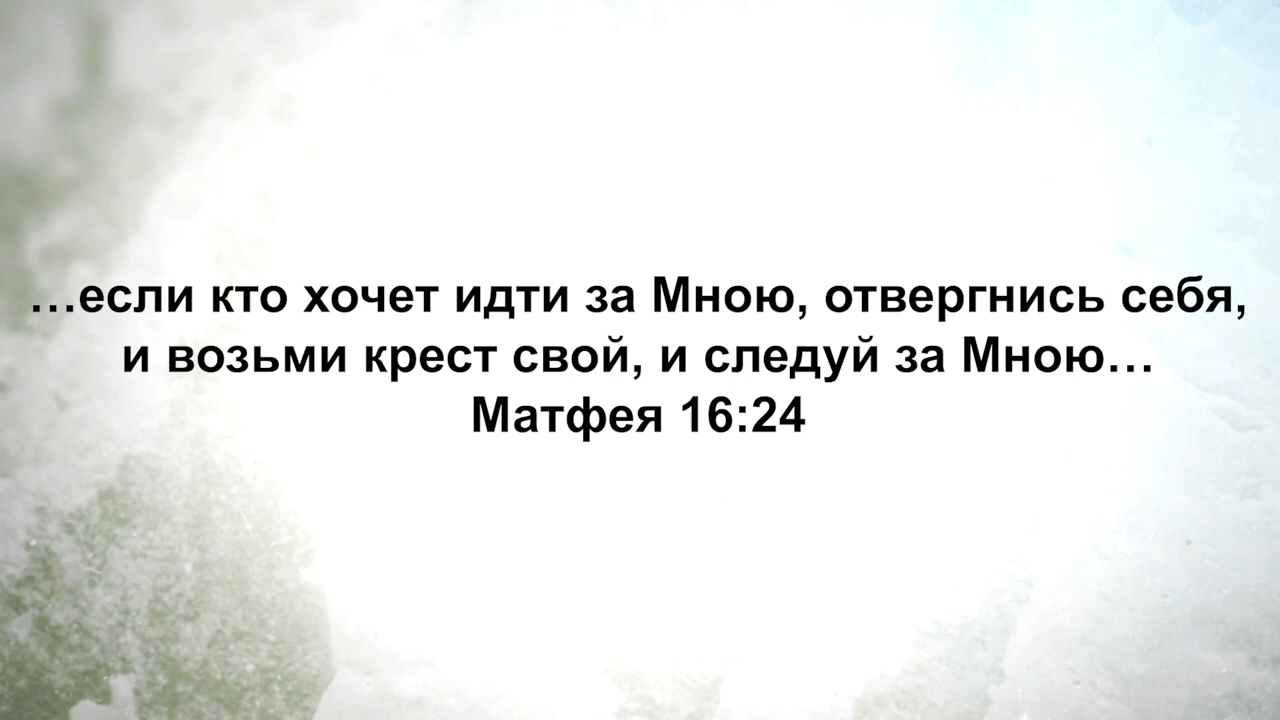 …если кто хочет идти за Мною, отвергнись себя,
и возьми крест свой, и следуй за Мною…
Матфея 16:24